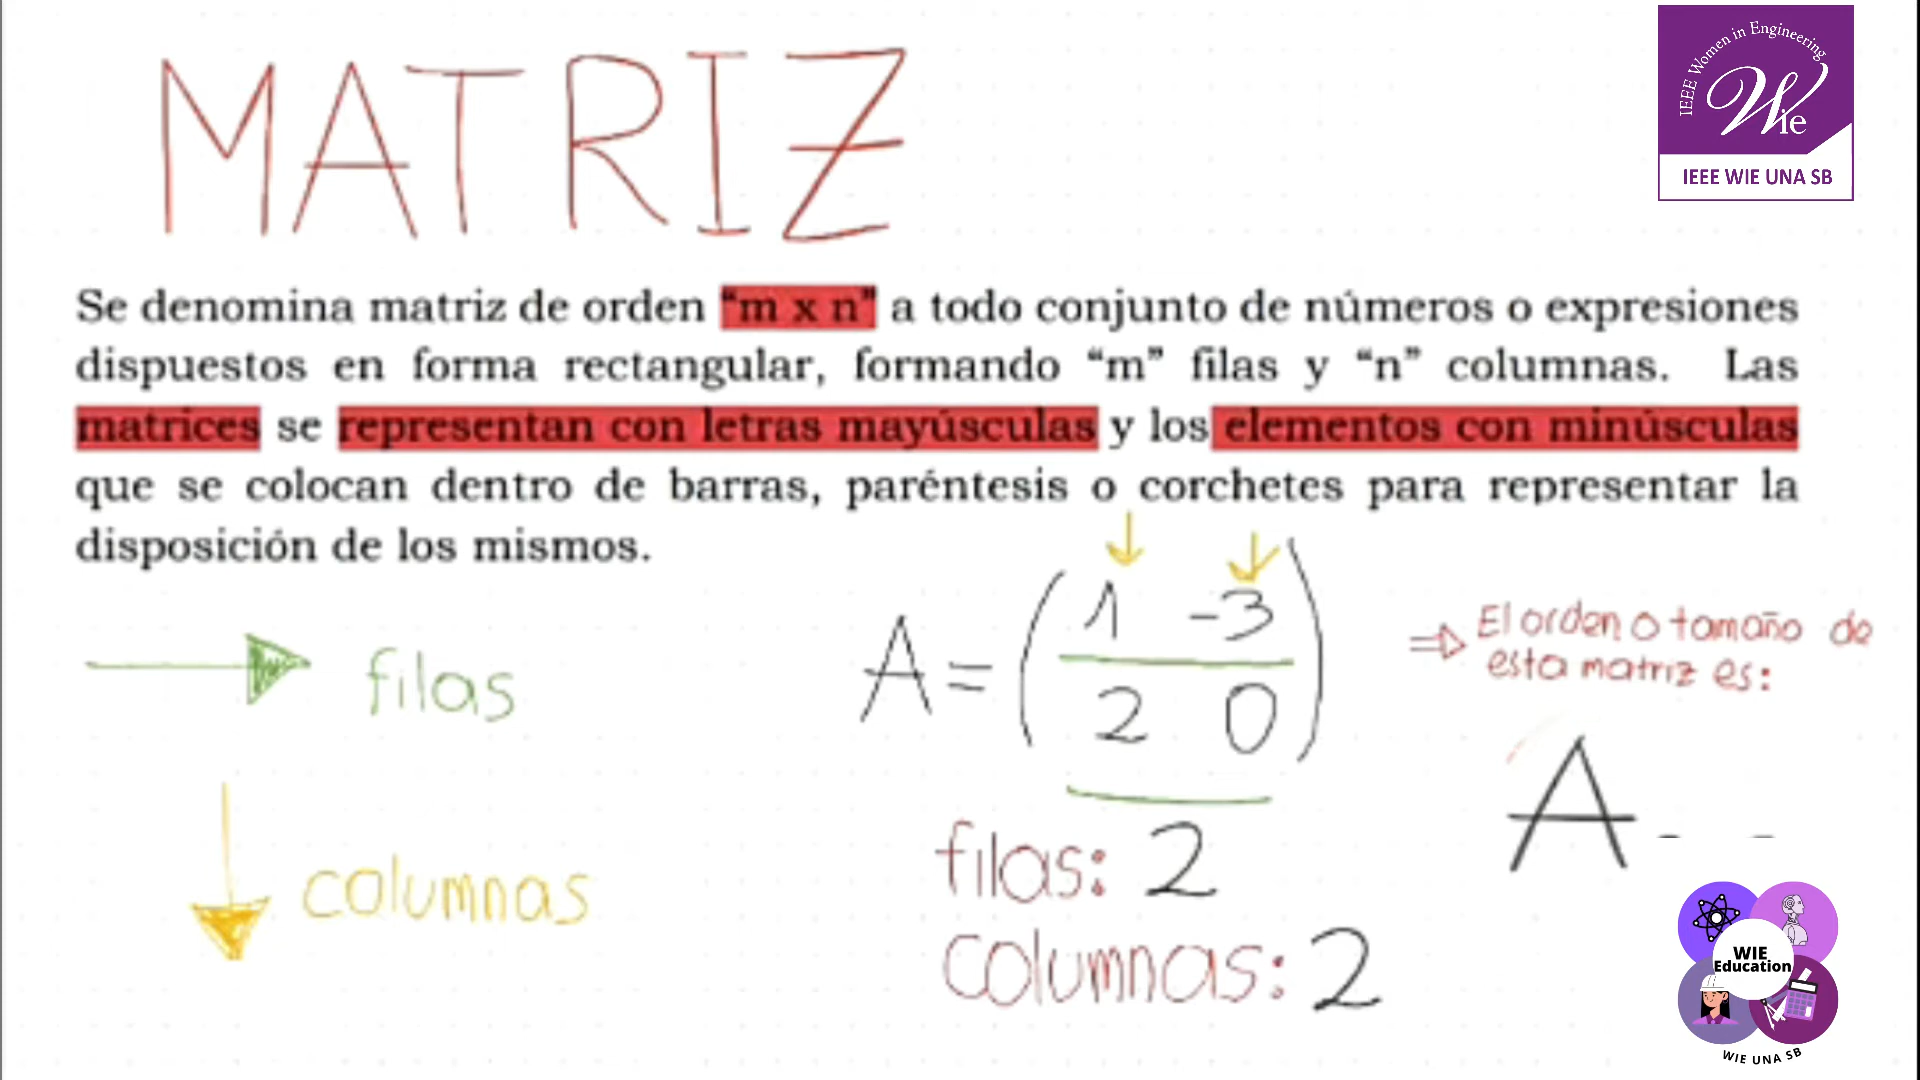 MATRIZ
IEEE Women in Engineering
Wie
IEEE WIE UNA SB
Se denomina matriz de orden “m x n” a todo conjunto de números o expresiones
dispuestos en forma rectangular, formando “m” filas y “n” columnas. Las
matrices se representan con letras mayúsculas y los elementos con minúsculas
que se colocan dentro de barras, paréntesis o corchetes para representar la
disposición de los mismos.
filas
columnas
A = ( 1 -3
2 0 )
filas: 2
columnas: 2
⇒ El orden o tamaño de
esta matriz es:
A
WIE
Education
WIE UNA SB